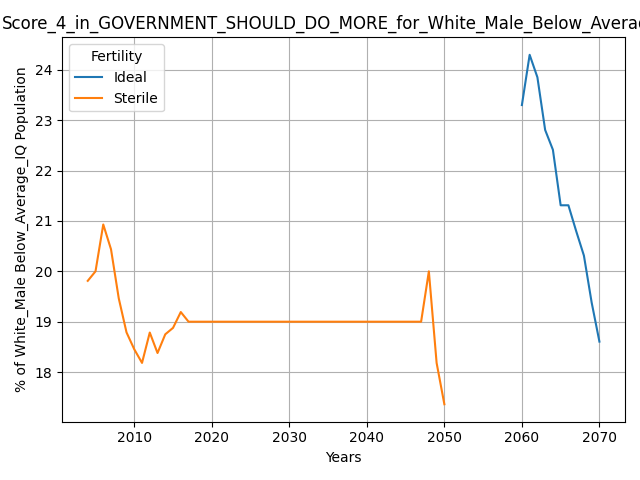 Score_4_in_GOVERNMENT_SHOULD_DO_MORE_for_White_Male_Below_Avera
Fertility
Ideal
Sterile
% of White_Male Below_Average_IQ Population
24
23
22
21
20
19
18
2010 2020 2030 2040 2050 2060 2070
Years